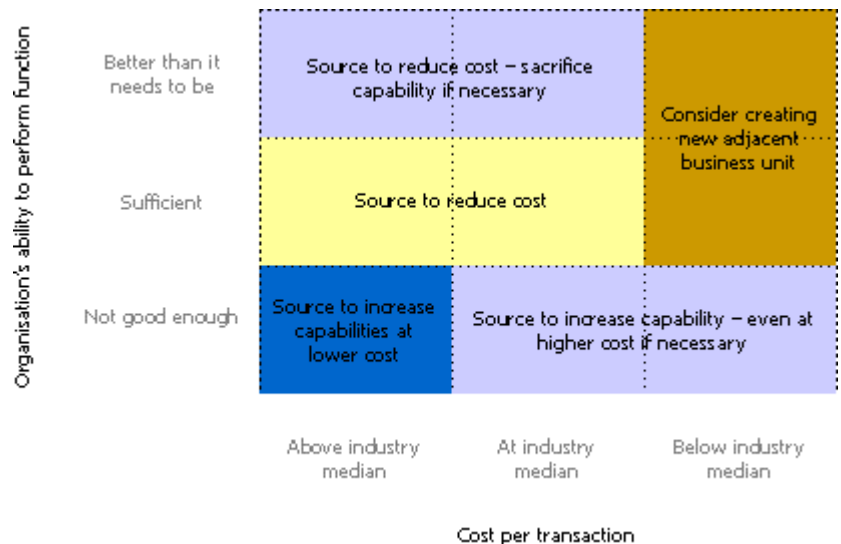 Organisation's ability to perform function
Better than it
needs to be
Source to reduce cost – sacrifice
capability if necessary
Consider creating
new adjacent
business unit
Sufficient
Source to reduce cost
Not good enough
Source to increase
capabilities at
lower cost
Source to increase capability – even at
higher cost if necessary
Above industry
median
At industry
median
Below industry
median
Cost per transaction